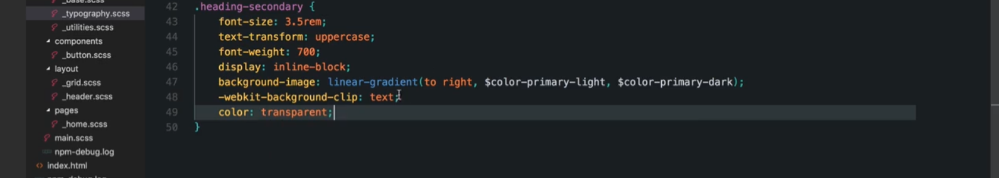 _base.scss
_typography.scss
_utilities.scss
components
_button.scss
layout
_grid.scss
_header.scss
pages
_home.scss
main.scss
npm-debug.log
index.html
npm-debug.log
42 .heading-secondary {
43 font-size: 3.5rem;
44 text-transform: uppercase;
45 font-weight: 700;
46 display: inline-block;
47 background-image: linear-gradient(to right, $color-primary-light, $color-primary-dark);
48 -webkit-background-clip: text;
49 color: transparent;
50 }